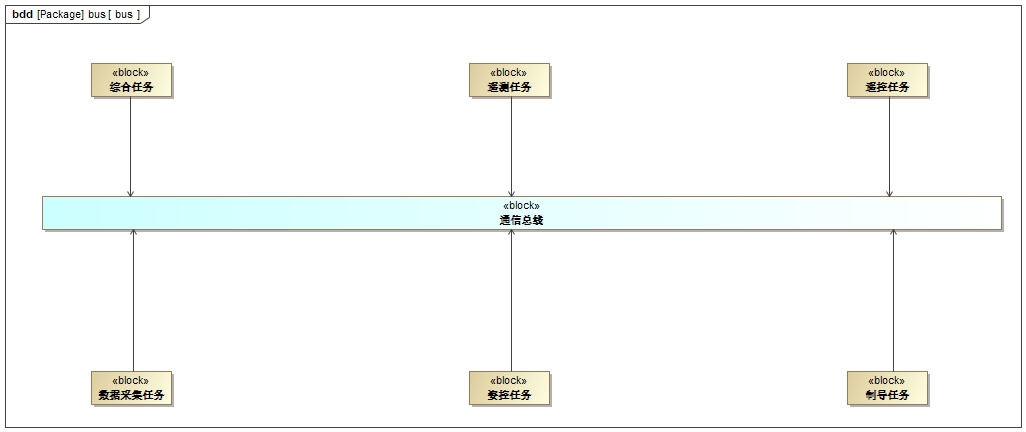 bdd [Package] bus [ bus ]
«block»
综合任务
«block»
遥测任务
«block»
遥控任务
«block»
通信总线
«block»
数据采集任务
«block»
姿控任务
«block»
制导任务